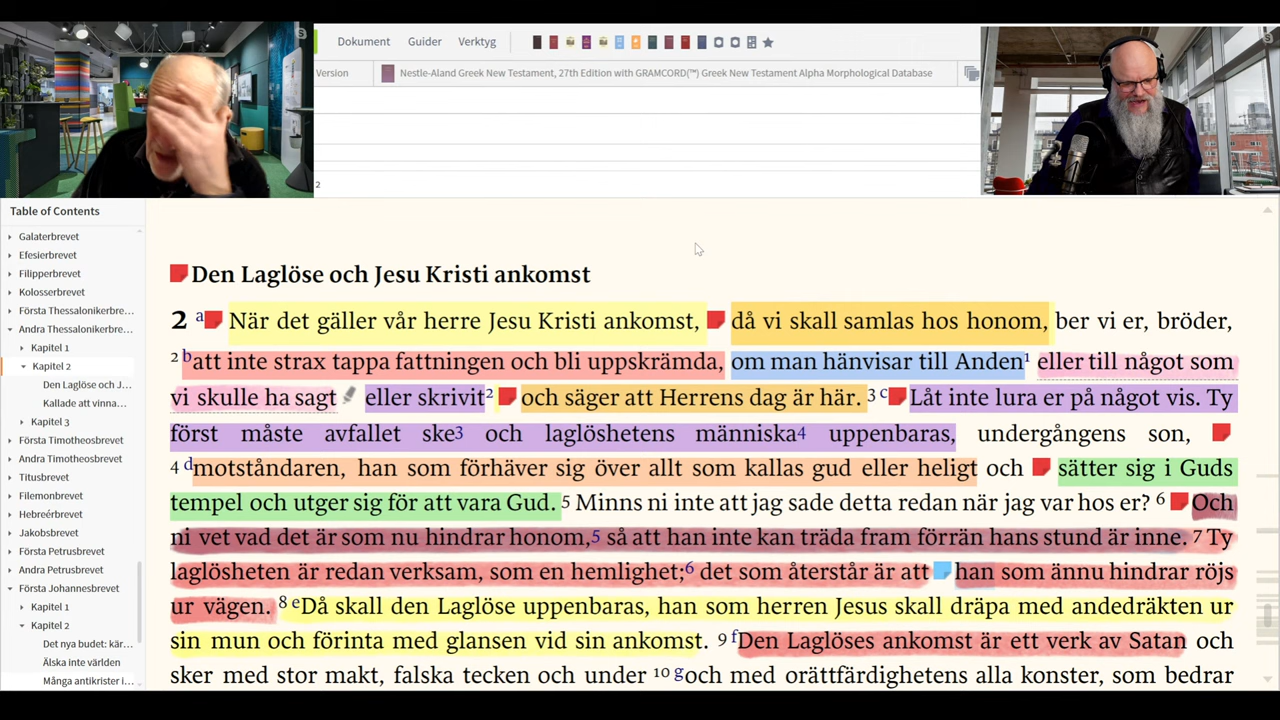 Dokument Guider Verktyg
Version Nestle-Aland Greek New Testament, 27th Edition with GRAMCORD(™) Greek New Testament Alpha Morphological Database
2
Table of Contents
Galaterbrevet
Efesierbrevet
Filipperbrevet
Kolosserbrevet
Första Thessalonikerbre...
Andra Thessalonikerbre...
Kapitel 1
Kapitel 2
Den Laglöse och J...
Kallade att vinna...
Kapitel 3
Första Timotheosbrevet
Andra Timotheosbrevet
Titusbrevet
Filemonbrevet
Hebreérbrevet
Jakobsbrevet
Första Petrusbrevet
Andra Petrusbrevet
Första Johannesbrevet
Kapitel 1
Kapitel 2
Det nya budet: kär...
Älska inte världen
Många antikrister i...
Den Laglöse och Jesu Kristi ankomst
2 a När det gäller vår herre Jesu Kristi ankomst, då vi skall samlas hos honom, ber vi er, bröder,
2 b att inte strax tappa fattningen och bli uppskrämda, om man hänvisar till Anden1 eller till något som
vi skulle ha sagt eller skrivit2 och säger att Herrens dag är här. 3 c Låt inte lura er på något vis. Ty
först måste avfallet ske3 och laglöshetens människa4 uppenbaras, undergångens son,
4 d motståndaren, han som förhäver sig över allt som kallas gud eller heligt och sätter sig i Guds
tempel och utger sig för att vara Gud. 5 Minns ni inte att jag sade detta redan när jag var hos er? 6 Och
ni vet vad det är som nu hindrar honom,5 så att han inte kan träda fram förrän hans stund är inne. 7 Ty
laglösheten är redan verksam, som en hemlighet;6 det som återstår är att han som ännu hindrar röjs
ur vägen. 8 e Då skall den Laglöse uppenbaras, han som herren Jesus skall dräpa med andedräkten ur
sin mun och förinta med glansen vid sin ankomst. 9 f Den Laglöses ankomst är ett verk av Satan och
sker med stor makt, falska tecken och under 10 g och med orättfärdighetens alla konster, som bedrar